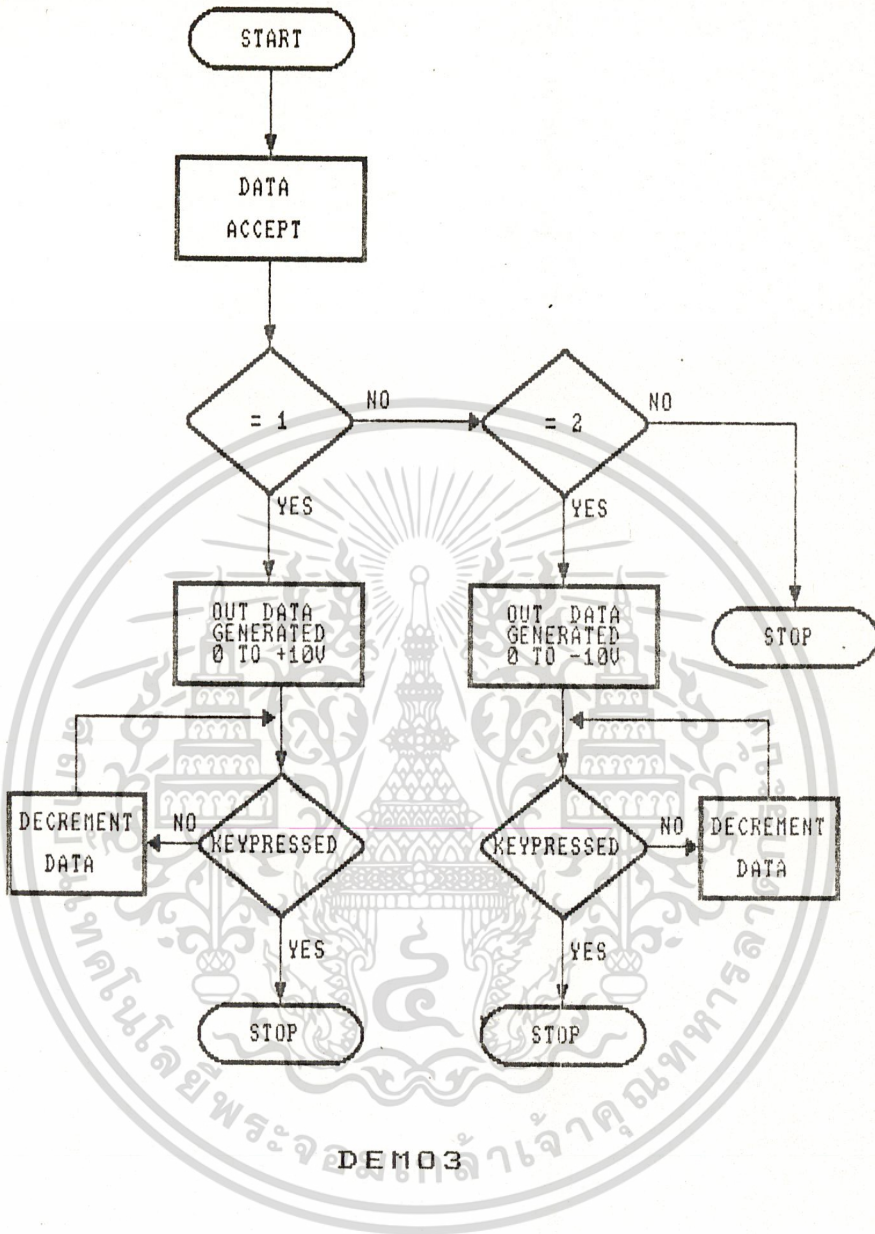 START
DATA
ACCEPT
= 1
NO
= 2
NO
YES
YES
OUT DATA
GENERATED
0 TO +10V
OUT DATA
GENERATED
0 TO -10V
STOP
DECREMENT
DATA
NO
KEYPRESSED
KEYPRESSED
NO
DECREMENT
DATA
YES
YES
STOP
STOP
DEMO3